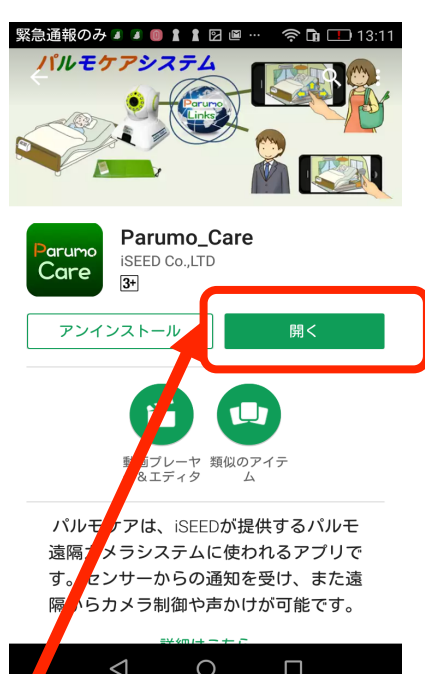 緊急通報のみ
13:11
パルモケアシステム
Parumo
Links
Parumo
Care
Parumo_Care
iSEED Co.,LTD
3+
アンインストール
開く
動画プレーヤ
&エディタ
類似のアイテ
ム
パルモケアは、iSEEDが提供するパルモ
遠隔カメラシステムに使われるアプリで
す。センサーからの通知を受け、また遠
隔からカメラ制御や声かけが可能です。
詳細はこちら